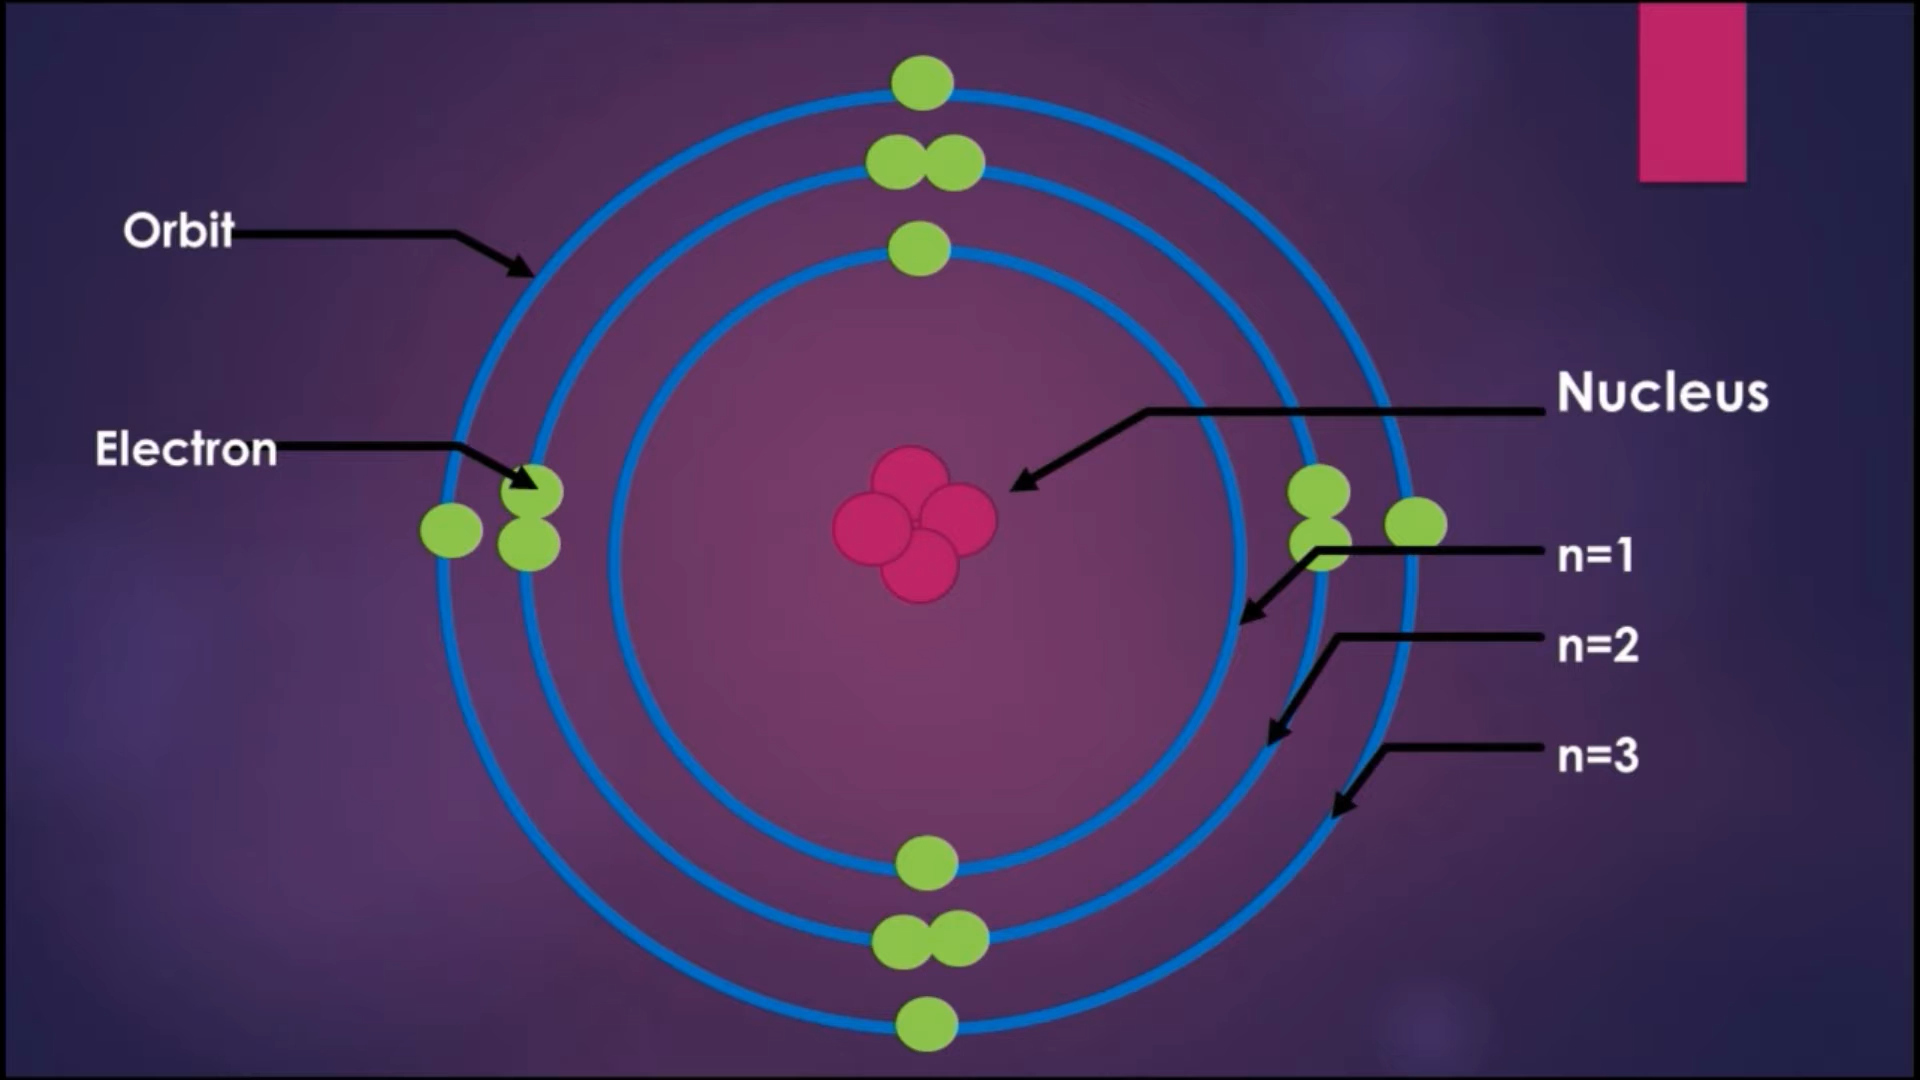 Orbit
Electron
Nucleus
n=1
n=2
n=3